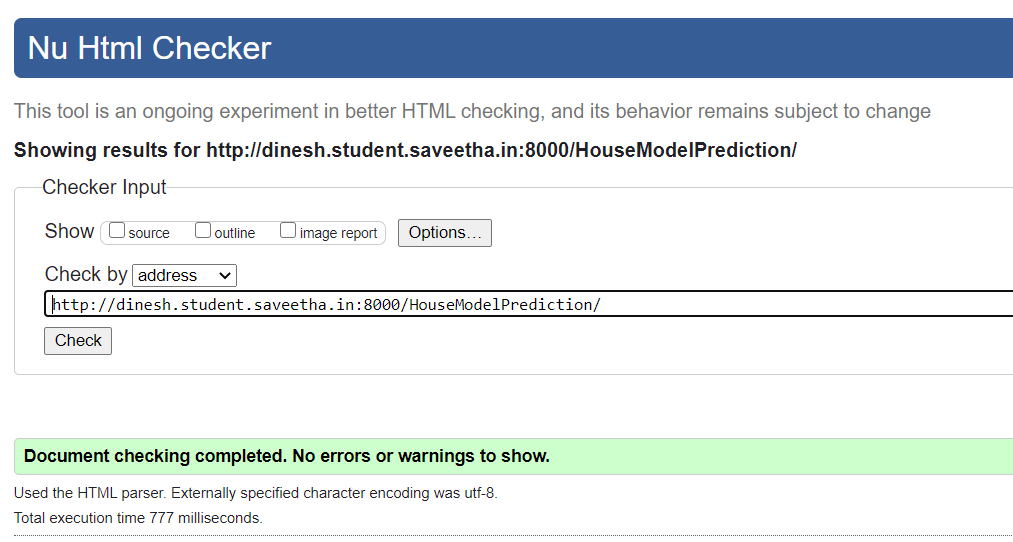 Nu Html Checker
This tool is an ongoing experiment in better HTML checking, and its behavior remains subject to change
Showing results for http://dinesh.student.saveetha.in:8000/HouseModelPrediction/
Checker Input
Show source outline image report Options...
Check by address
http://dinesh.student.saveetha.in:8000/HouseModelPrediction/
Check
Document checking completed. No errors or warnings to show.
Used the HTML parser. Externally specified character encoding was utf-8.
Total execution time 777 milliseconds.